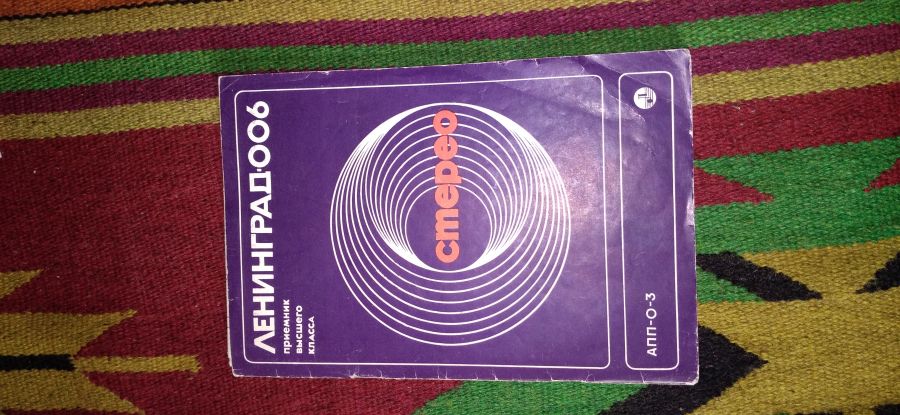 ЛЕНИНГРАД·006
приемник
высшего
класса
стерео
АПП-О-3